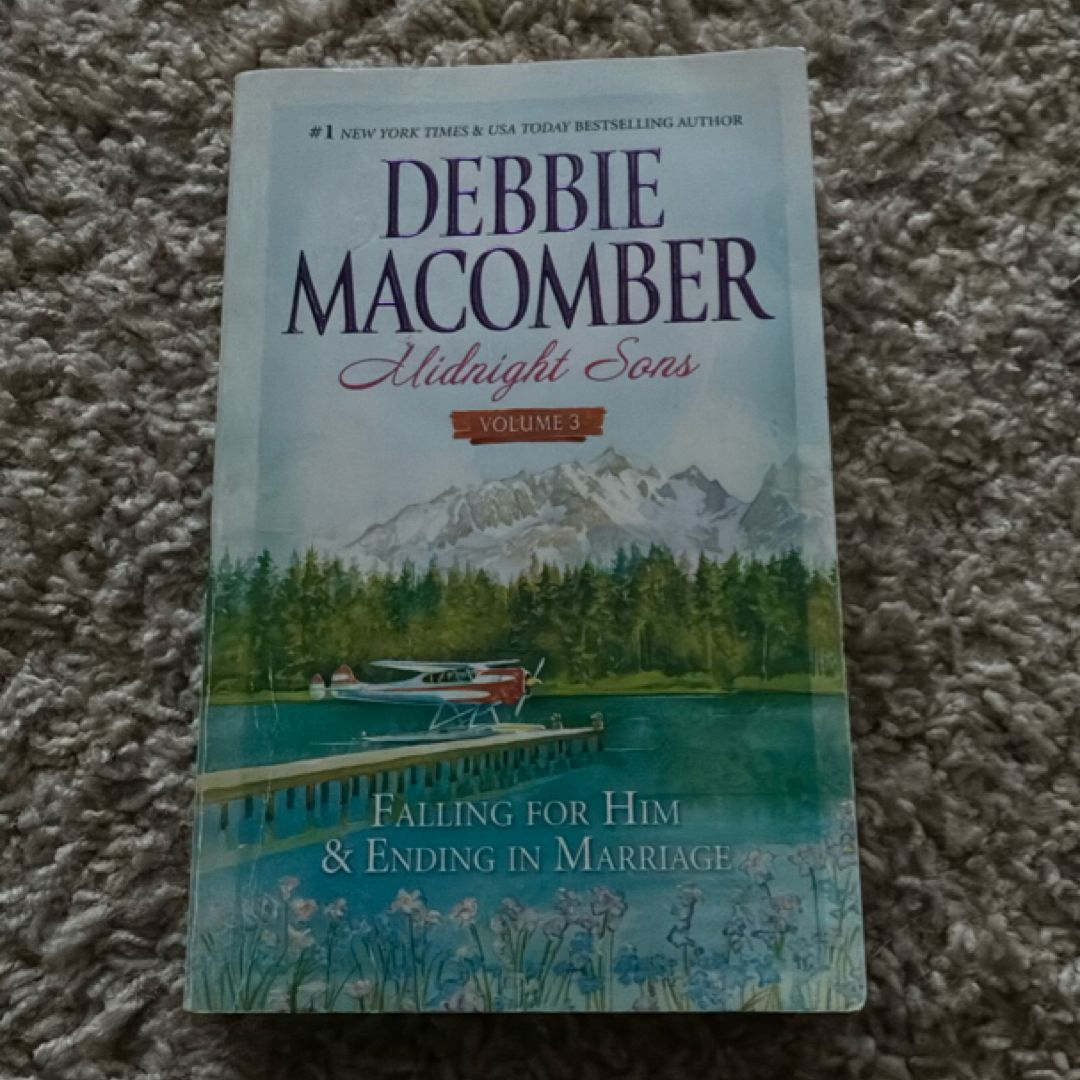 #1 NEW YORK TIMES & USA TODAY BESTSELLING AUTHOR
DEBBIE
MACOMBER
Midnight Sons
VOLUME 3
FALLING FOR HIM
& ENDING IN MARRIAGE